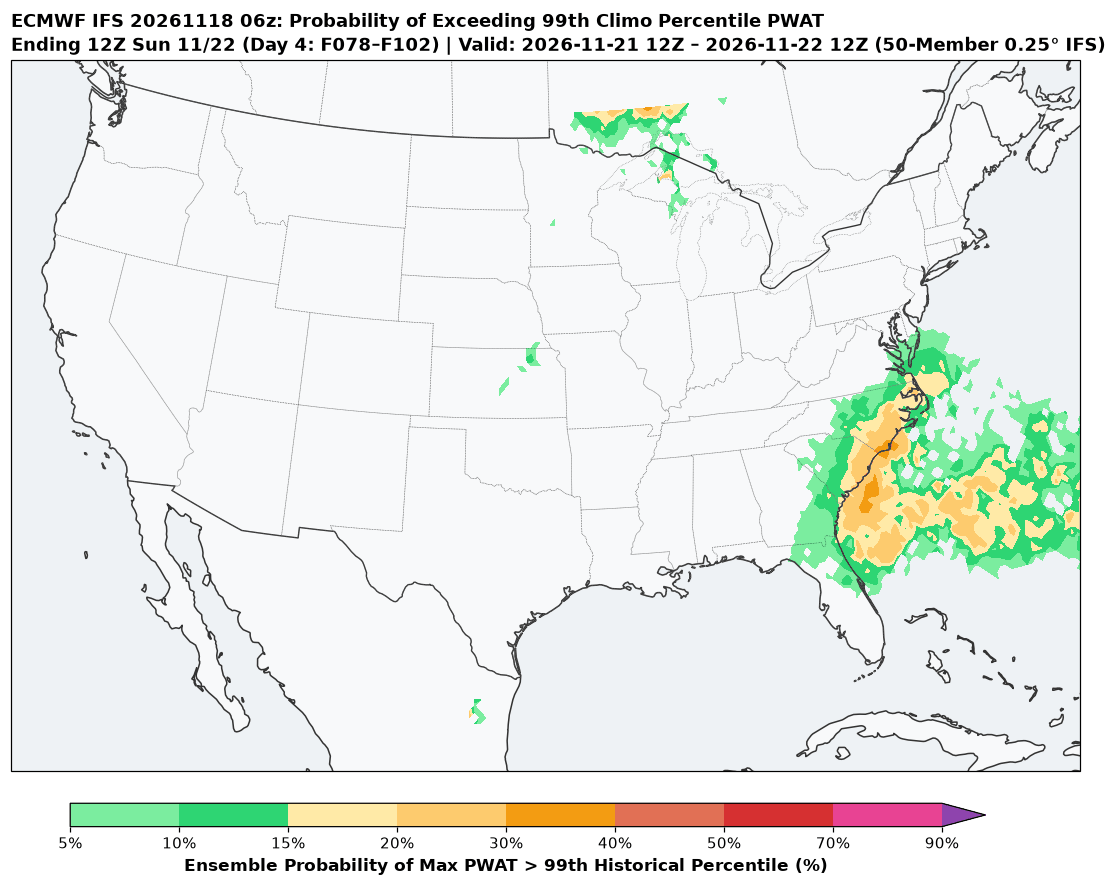 ECMWF IFS 20261118 06z: Probability of Exceeding 99th Climo Percentile PWAT
Ending 12Z Sun 11/22 (Day 4: F078–F102) | Valid: 2026-11-21 12Z – 2026-11-22 12Z (50-Member 0.25° IFS)
5% 10% 15% 20% 30% 40% 50% 70% 90%
Ensemble Probability of Max PWAT > 99th Historical Percentile (%)